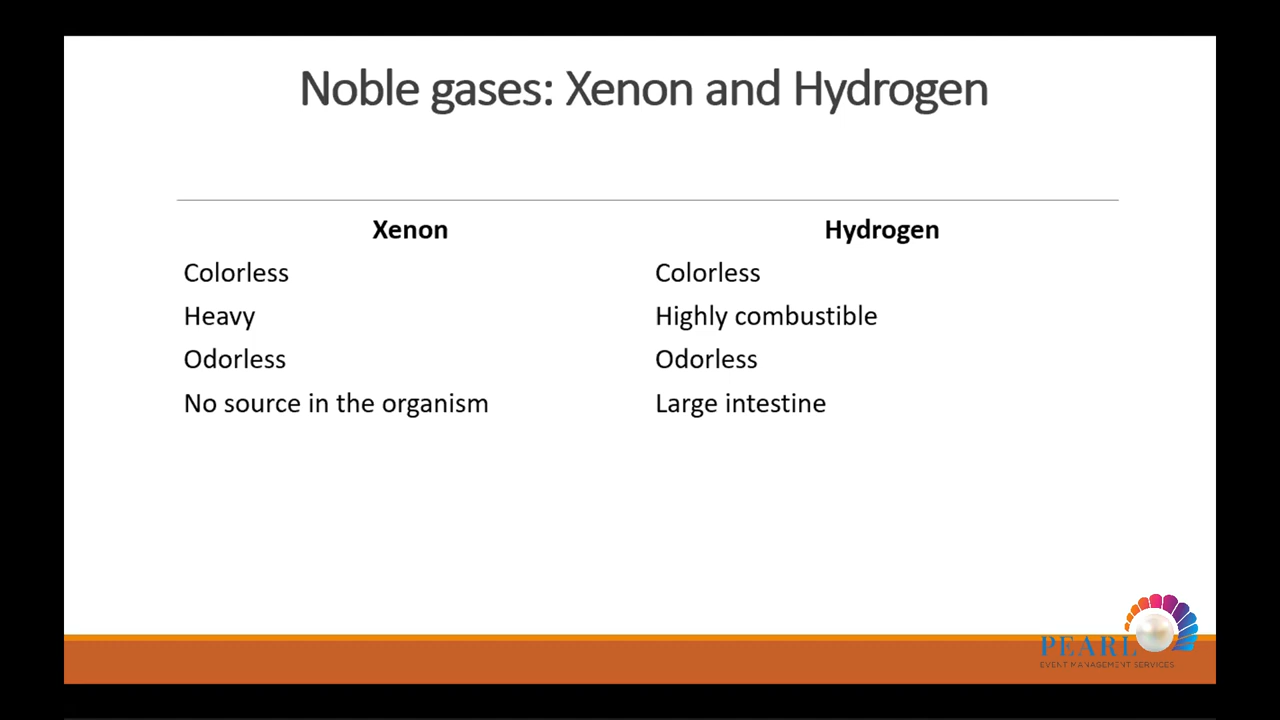 Noble gases: Xenon and Hydrogen
Xenon Hydrogen
Colorless Colorless
Heavy Highly combustible
Odorless Odorless
No source in the organism Large intestine
PEARL
EVENT MANAGEMENT SERVICES